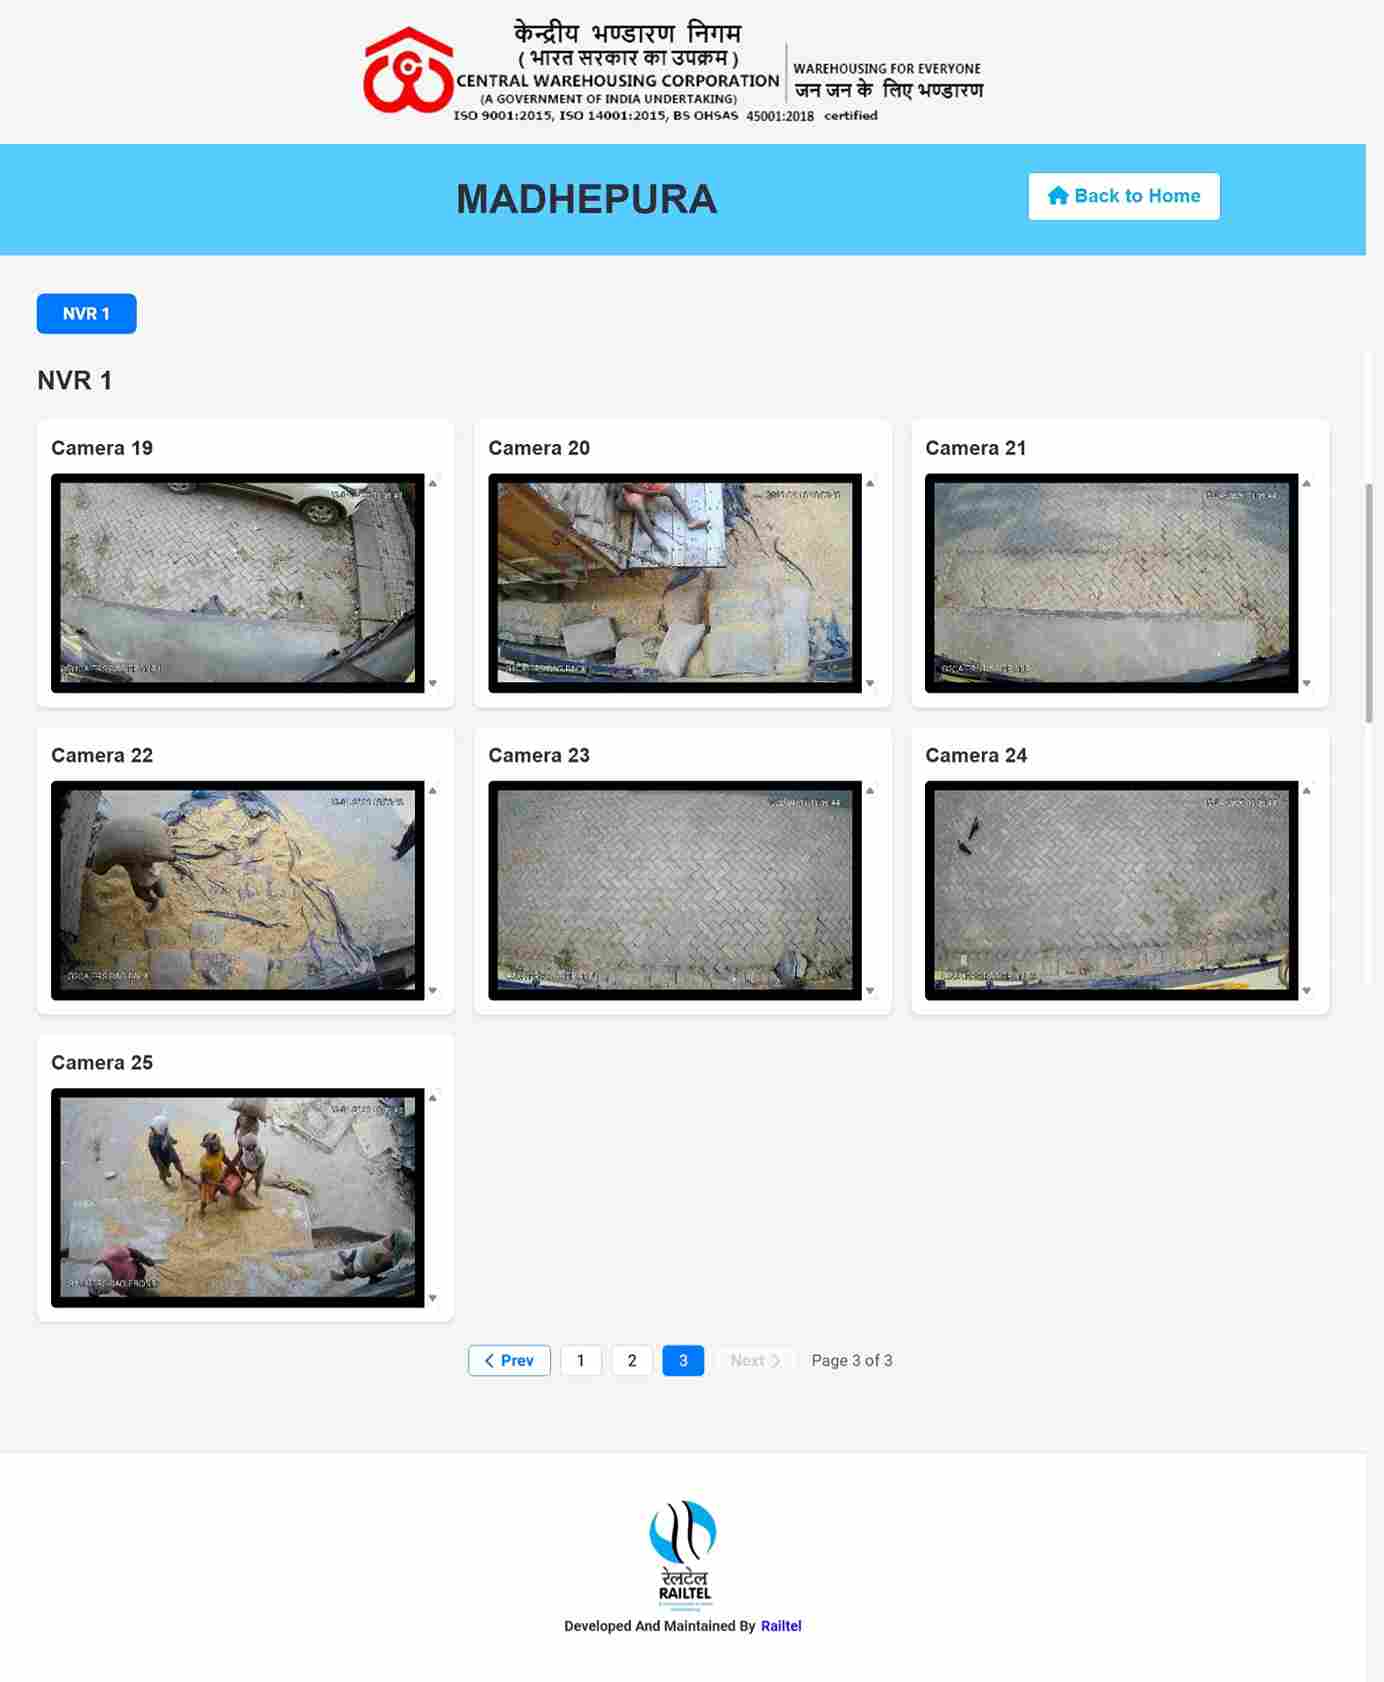 केन्द्रीय भण्डारण निगम
( भारत सरकार का उपक्रम )
CENTRAL WAREHOUSING CORPORATION
(A GOVERNMENT OF INDIA UNDERTAKING)
WAREHOUSING FOR EVERYONE
जन जन के लिए भण्डारण
ISO 9001:2015, ISO 14001:2015, BS OHSAS 45001:2018 certified
MADHEPURA
Back to Home
NVR 1
NVR 1
Camera 19
Camera 20
Camera 21
Camera 22
Camera 23
Camera 24
Camera 25
Prev 1 2 3 Next Page 3 of 3
रेलटेल
RAILTEL
Developed And Maintained By Railtel